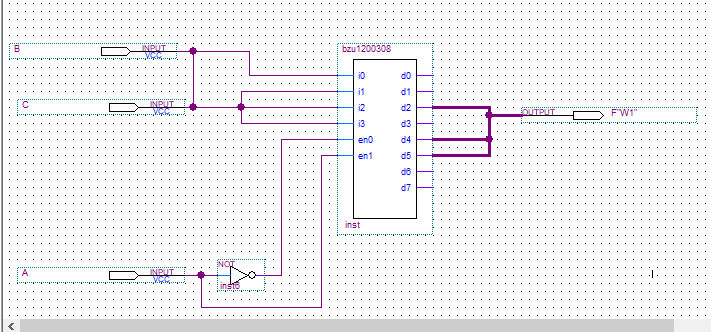 bzu1200308
B
INPUT
VCC
i0
d0
i1
d1
C
INPUT
VCC
i2
d2
OUTPUT
F"W1"
i3
d3
en0
d4
en1
d5
d6
d7
inst
NOT
A
INPUT
VCC
inst6